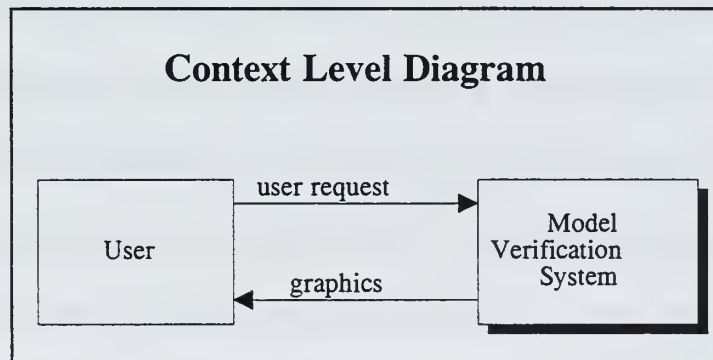 Context Level Diagram
user request
User
Model
Verification
System
graphics